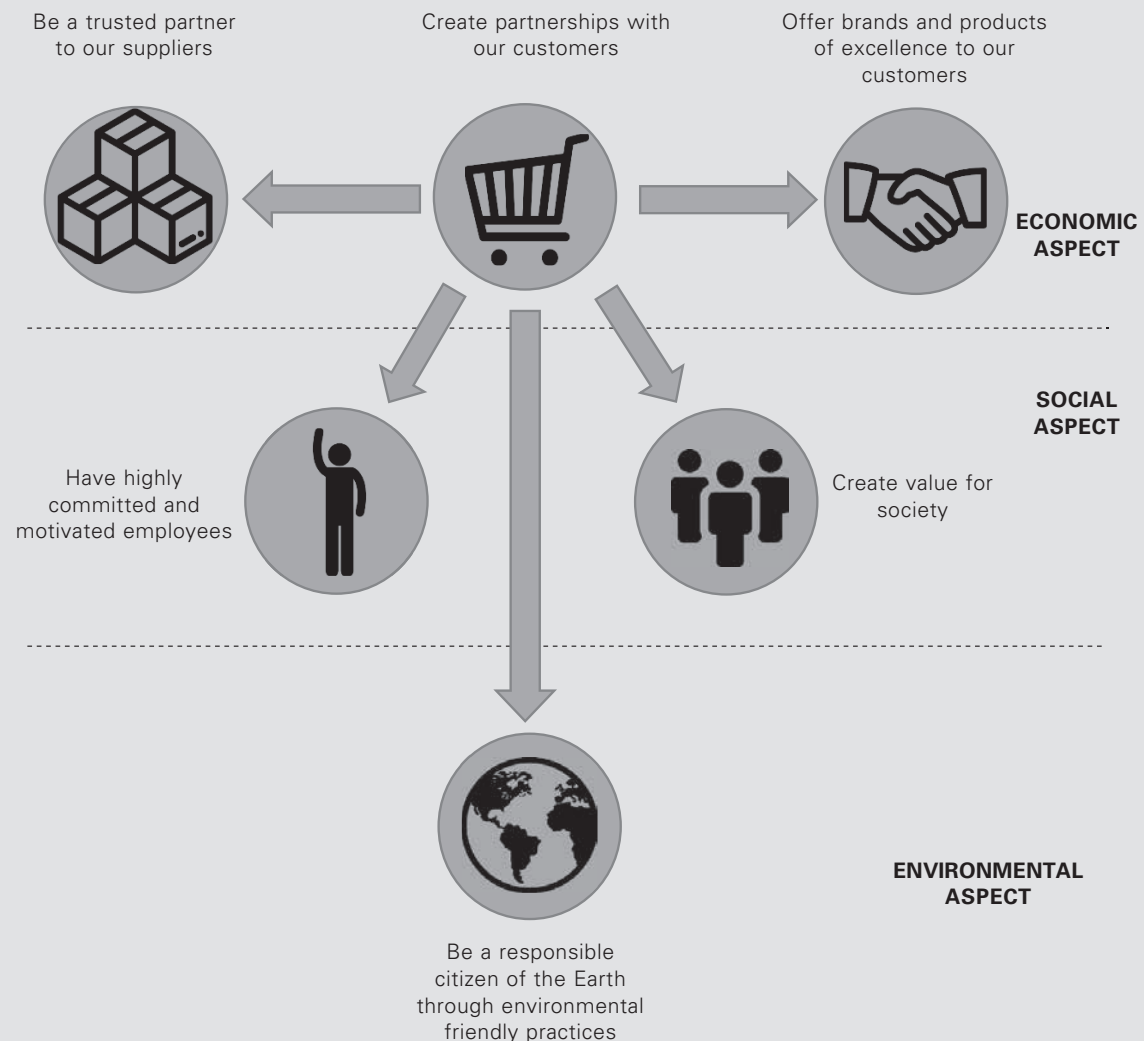 Be a trusted partner
to our suppliers
Create partnerships with
our customers
Offer brands and products
of excellence to our
customers
ECONOMIC
ASPECT
SOCIAL
ASPECT
Have highly
committed and
motivated employees
Create value for
society
ENVIRONMENTAL
ASPECT
Be a responsible
citizen of the Earth
through environmental
friendly practices